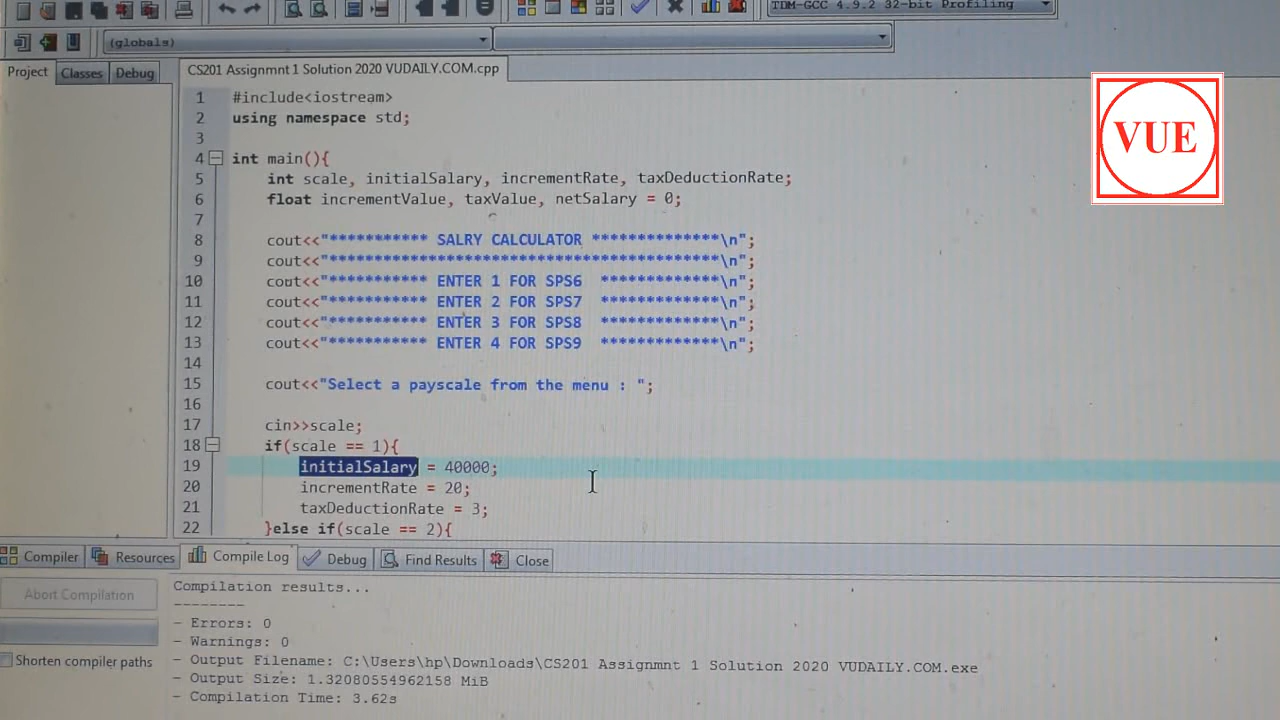 TDM-GCC 4.9.2 32-bit Profiling
(globals)
Project Classes Debug
CS201 Assignmnt 1 Solution 2020 VUDAILY.COM.cpp
VUE
1 #include<iostream>
2 using namespace std;
3
4 int main(){
5 int scale, initialSalary, incrementRate, taxDeductionRate;
6 float incrementValue, taxValue, netSalary = 0;
7
8 cout<<"*********** SALRY CALCULATOR **************\n";
9 cout<<"*******************************************\n";
10 cout<<"*********** ENTER 1 FOR SPS6  *************\n";
11 cout<<"*********** ENTER 2 FOR SPS7  *************\n";
12 cout<<"*********** ENTER 3 FOR SPS8  *************\n";
13 cout<<"*********** ENTER 4 FOR SPS9  *************\n";
14
15 cout<<"Select a payscale from the menu : ";
16
17 cin>>scale;
18 if(scale == 1){
19 initialSalary = 40000;
20 incrementRate = 20;
21 taxDeductionRate = 3;
22 }else if(scale == 2){
Compiler Resources Compile Log Debug Find Results Close
Abort Compilation
Shorten compiler paths
Compilation results...
--------
- Errors: 0
- Warnings: 0
- Output Filename: C:\Users\hp\Downloads\CS201 Assignmnt 1 Solution 2020 VUDAILY.COM.exe
- Output Size: 1.32080554962158 MiB
- Compilation Time: 3.62s